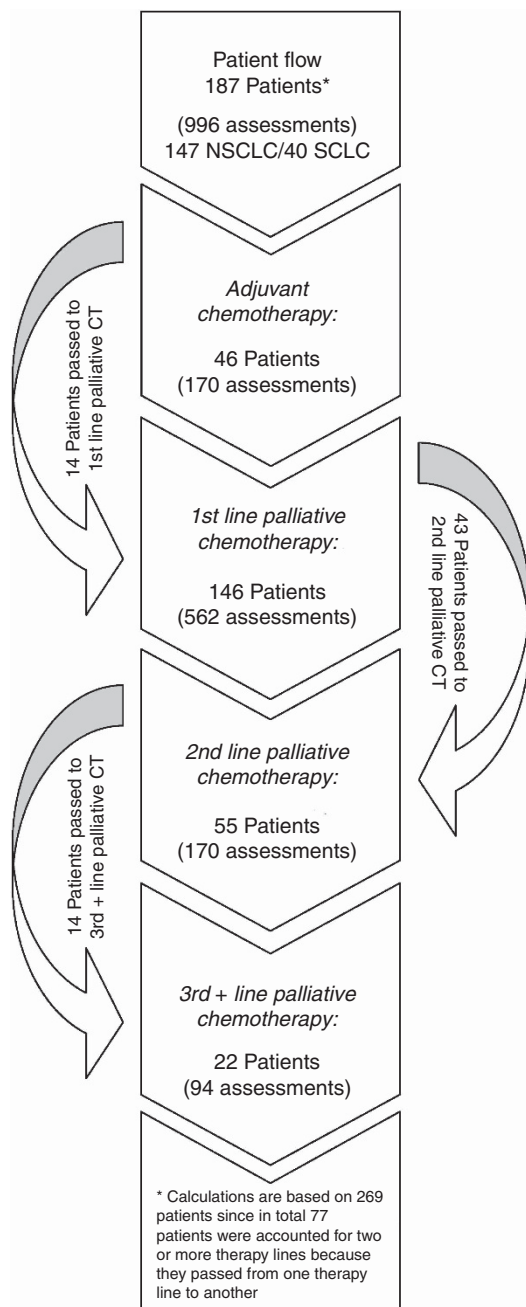 Patient flow
187 Patients*
(996 assessments)
147 NSCLC/40 SCLC
Adjuvant
chemotherapy:
46 Patients
(170 assessments)
14 Patients passed to
1st line palliative CT
1st line palliative
chemotherapy:
146 Patients
(562 assessments)
43 Patients passed to
2nd line palliative CT
2nd line palliative
chemotherapy:
55 Patients
(170 assessments)
14 Patients passed to
3rd + line palliative CT
3rd + line palliative
chemotherapy:
22 Patients
(94 assessments)
* Calculations are based on 269
patients since in total 77
patients were accounted for two
or more therapy lines because
they passed from one therapy
line to another